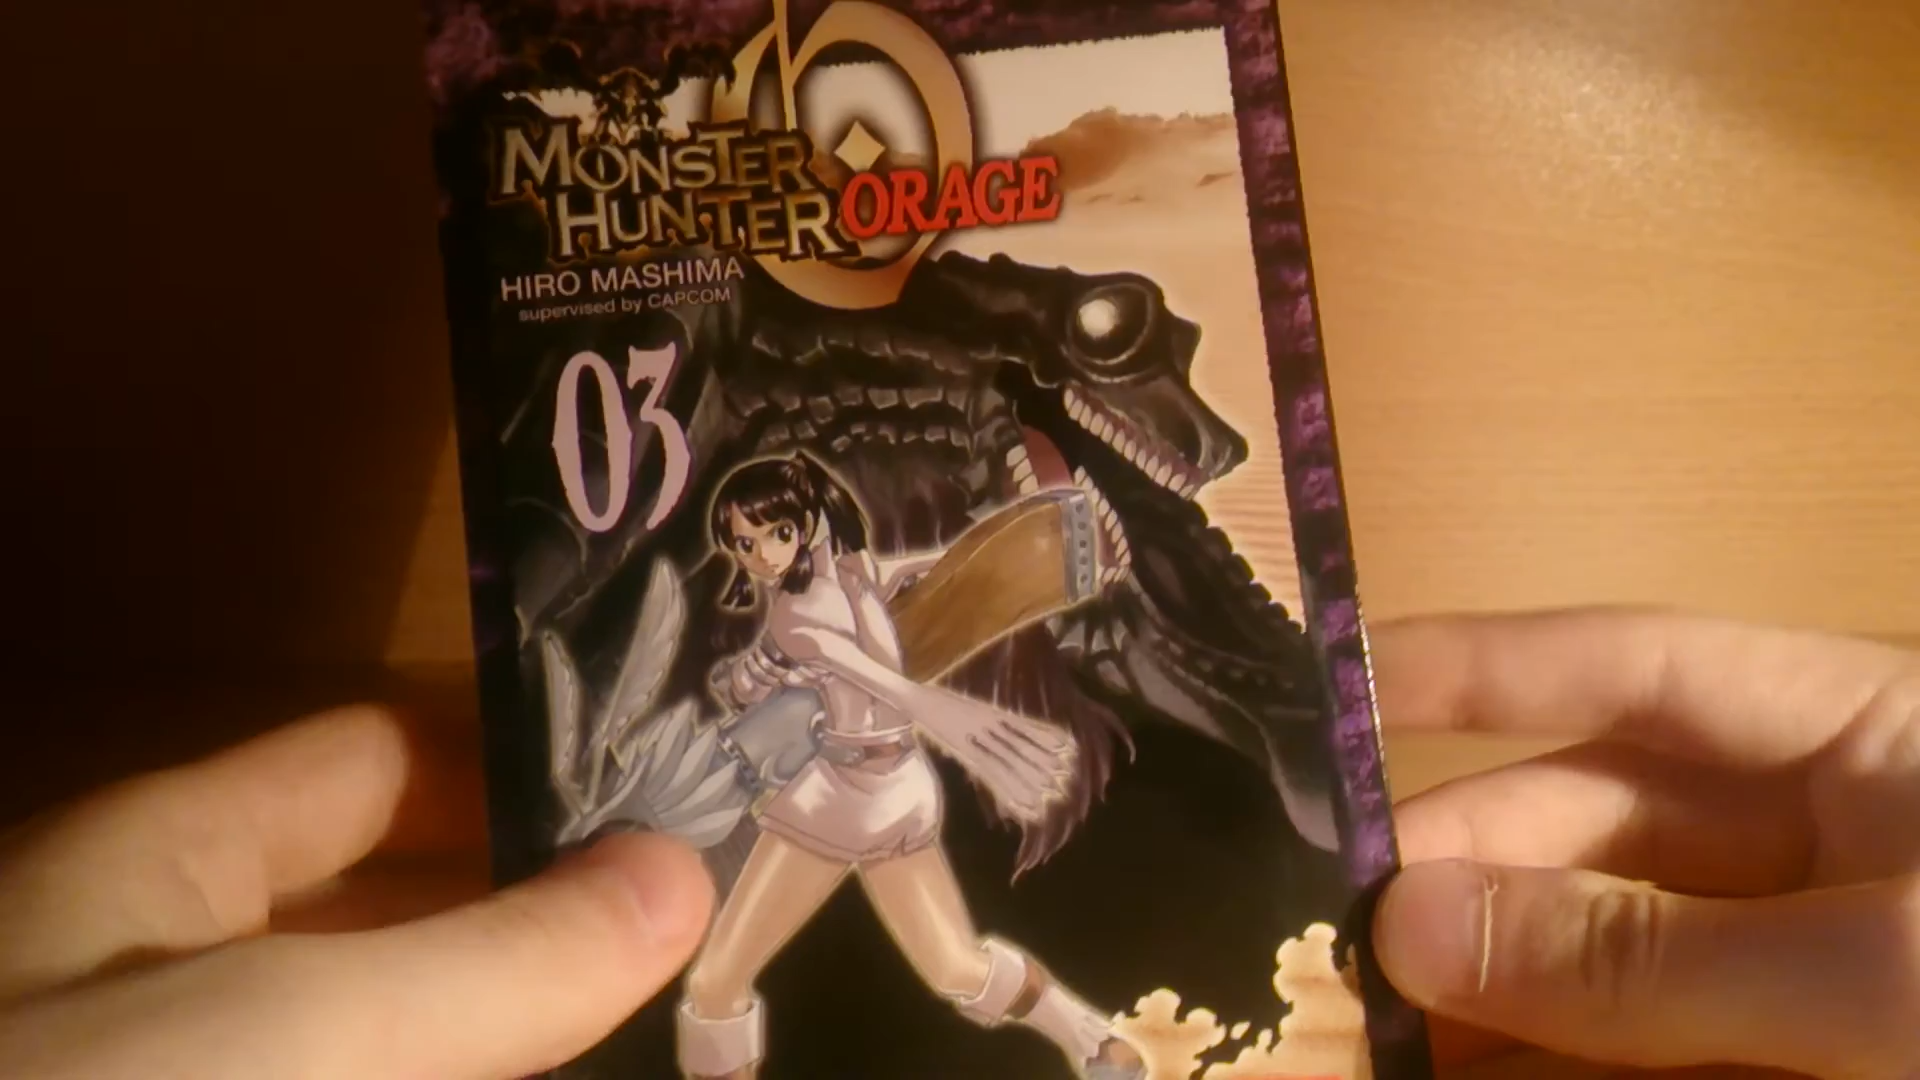 MONSTER
HUNTER ORAGE
HIRO MASHIMA
supervised by CAPCOM
03